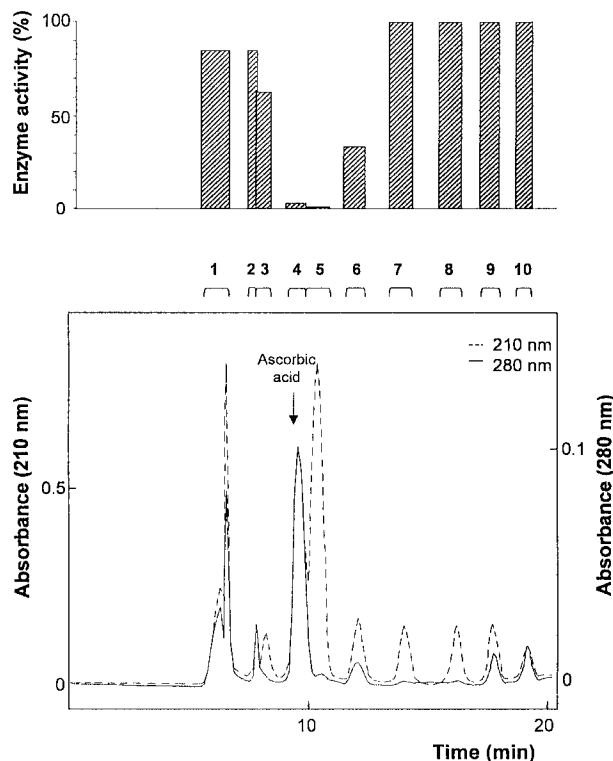 Enzyme activity (%)
100
50
0
1 2 3 4 5 6 7 8 9 10
Ascorbic
acid
210 nm
280 nm
Absorbance (210 nm)
0.5
0
Absorbance (280 nm)
0.1
0
10
20
Time (min)